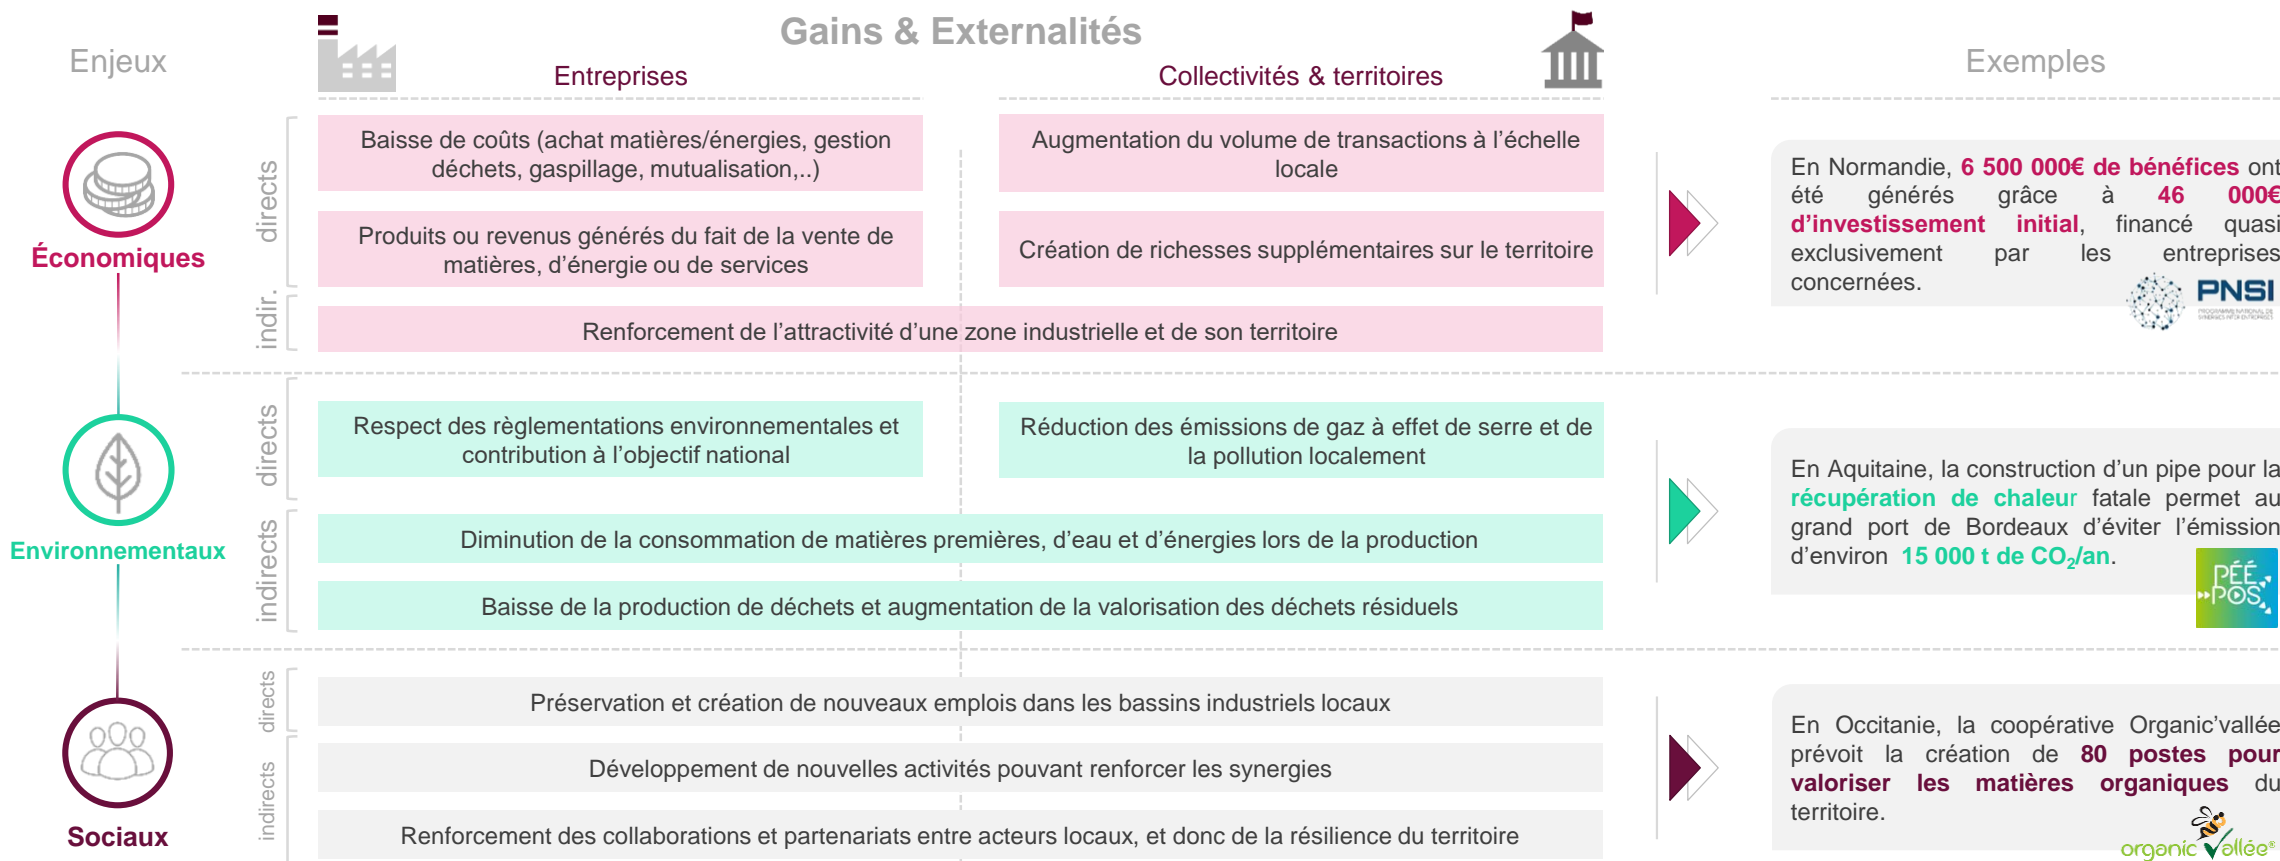 Gains & Externalités
Enjeux
Entreprises
Collectivités & territoires
Exemples
Économiques
directs
Baisse de coûts (achat matières/énergies, gestion
déchets, gaspillage, mutualisation,..)
Augmentation du volume de transactions à l’échelle
locale
Produits ou revenus générés du fait de la vente de
matières, d’énergie ou de services
Création de richesses supplémentaires sur le territoire
indir.
Renforcement de l’attractivité d’une zone industrielle et de son territoire
En Normandie, 6 500 000€ de bénéfices ont
été générés grâce à 46 000€
d’investissement initial, financé quasi
exclusivement par les entreprises
concernées.
PNSI
PROGRAMME NATIONAL DE
SYNERGIES INTER-ENTREPRISES
Environnementaux
directs
Respect des règlementations environnementales et
contribution à l’objectif national
Réduction des émissions de gaz à effet de serre et de
la pollution localement
indirects
Diminution de la consommation de matières premières, d’eau et d’énergies lors de la production
Baisse de la production de déchets et augmentation de la valorisation des déchets résiduels
En Aquitaine, la construction d’un pipe pour la
récupération de chaleur fatale permet au
grand port de Bordeaux d’éviter l’émission
d’environ 15 000 t de CO₂/an.
PÉÉ
POS
Sociaux
directs
Préservation et création de nouveaux emplois dans les bassins industriels locaux
indirects
Développement de nouvelles activités pouvant renforcer les synergies
Renforcement des collaborations et partenariats entre acteurs locaux, et donc de la résilience du territoire
En Occitanie, la coopérative Organic’vallée
prévoit la création de 80 postes pour
valoriser les matières organiques du
territoire.
organic Vallée®